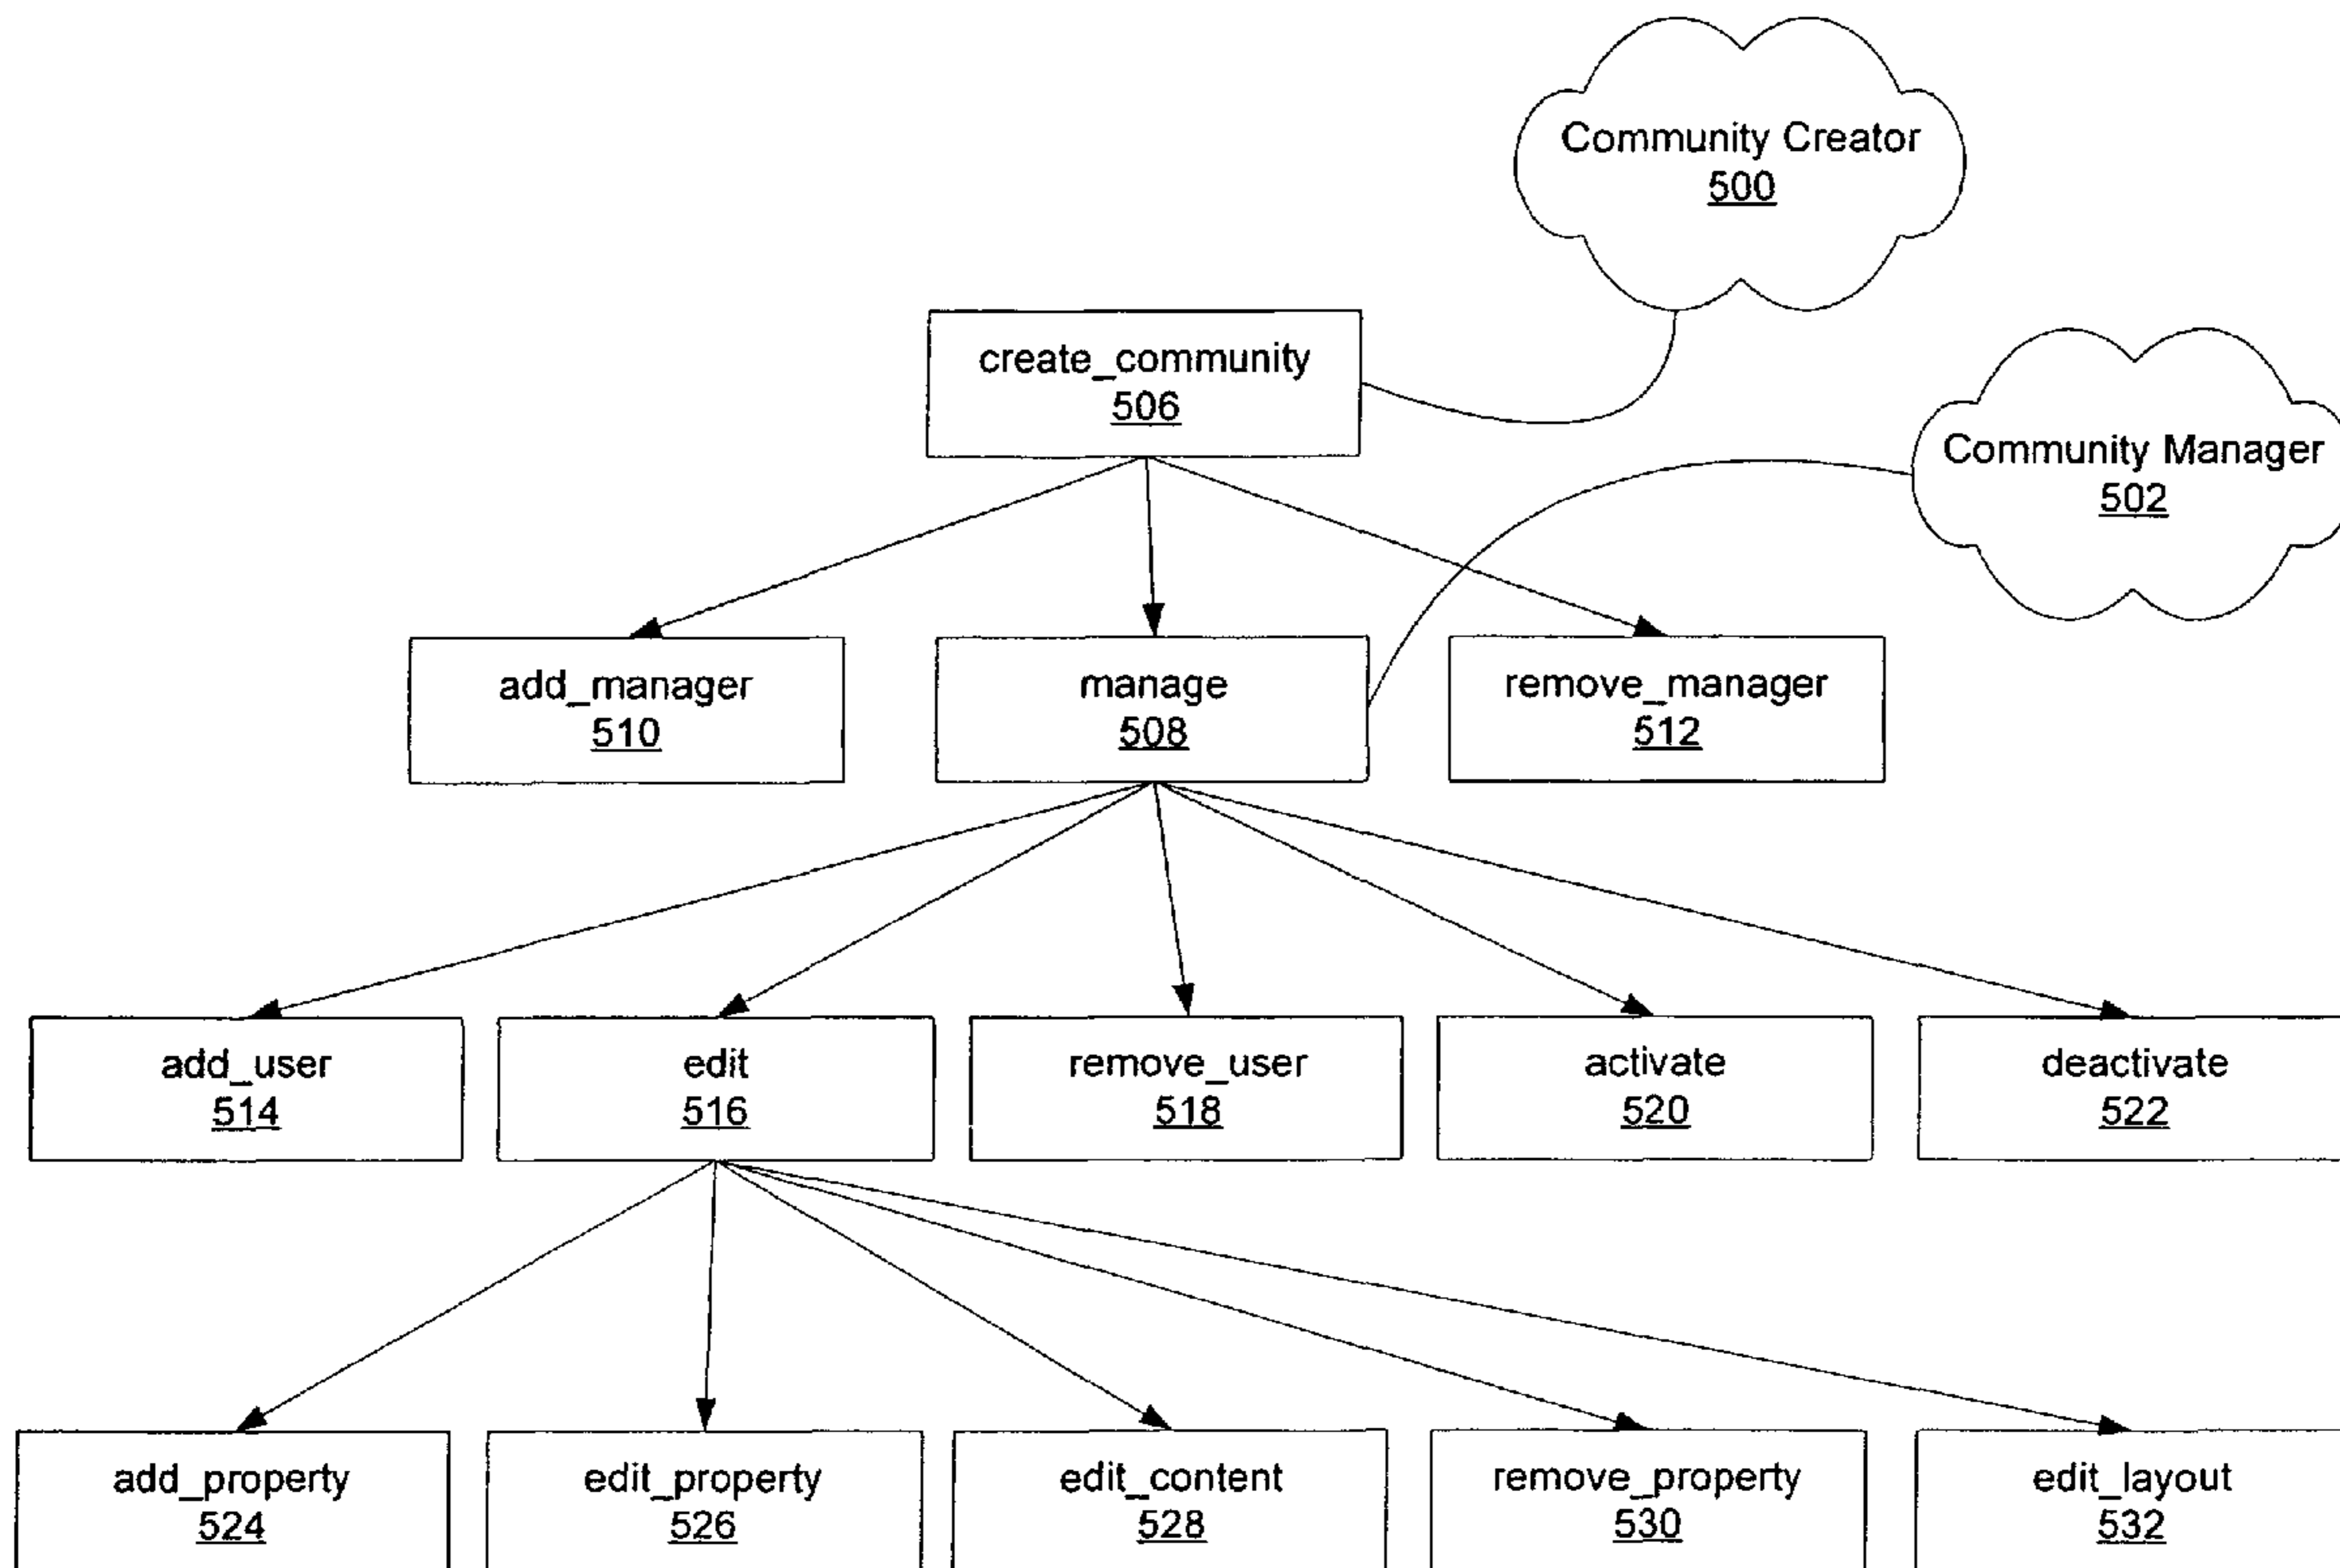 Community Creator
500
create_community
506
Community Manager
502
add_manager
510
manage
508
remove_manager
512
add_user
514
edit
516
remove_user
518
activate
520
deactivate
522
add_property
524
edit_property
526
edit_content
528
remove_property
530
edit_layout
532